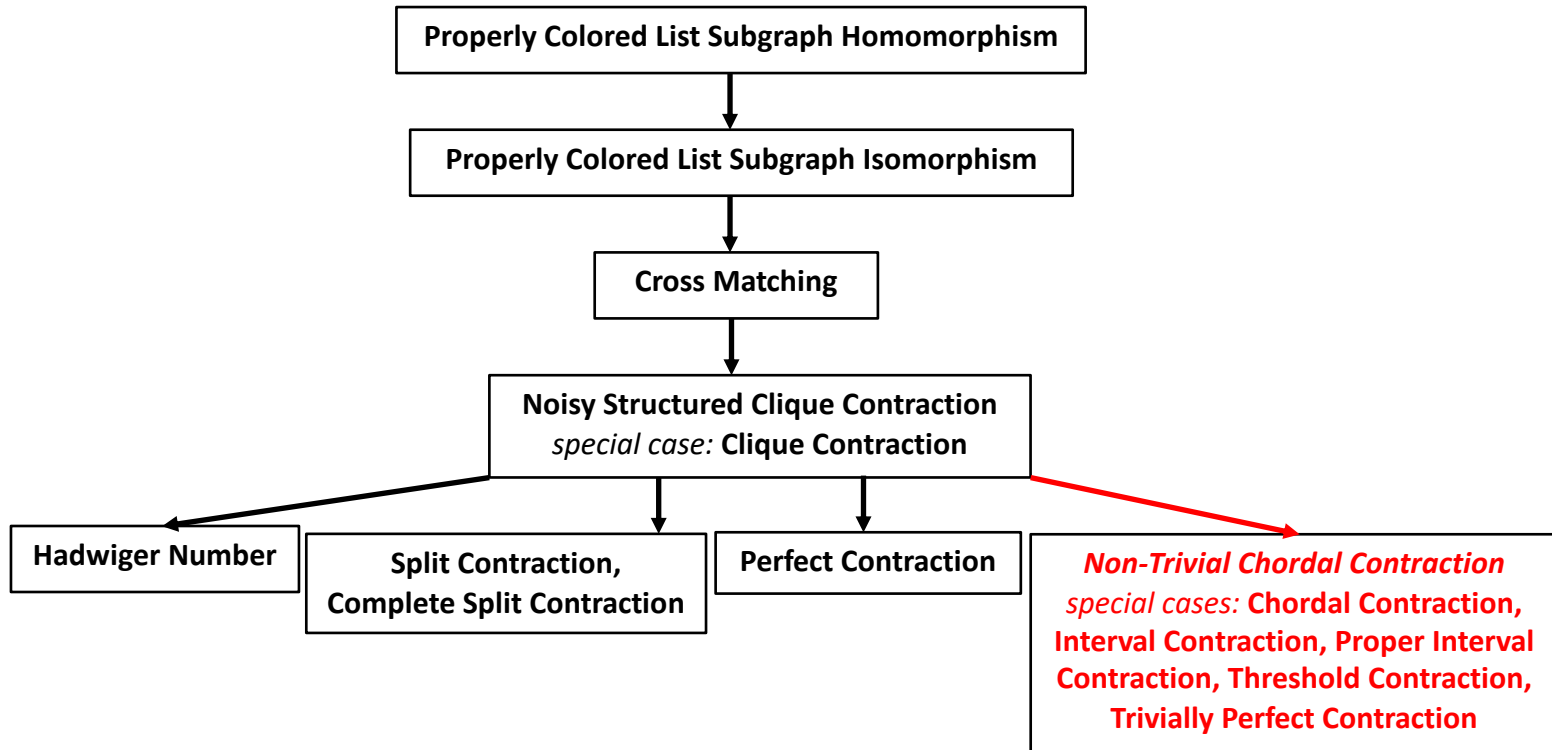 Properly Colored List Subgraph Homomorphism
Properly Colored List Subgraph Isomorphism
Cross Matching
Noisy Structured Clique Contraction
special case: Clique Contraction
Hadwiger Number
Split Contraction,
Complete Split Contraction
Perfect Contraction
Non-Trivial Chordal Contraction
special cases: Chordal Contraction,
Interval Contraction, Proper Interval
Contraction, Threshold Contraction,
Trivially Perfect Contraction